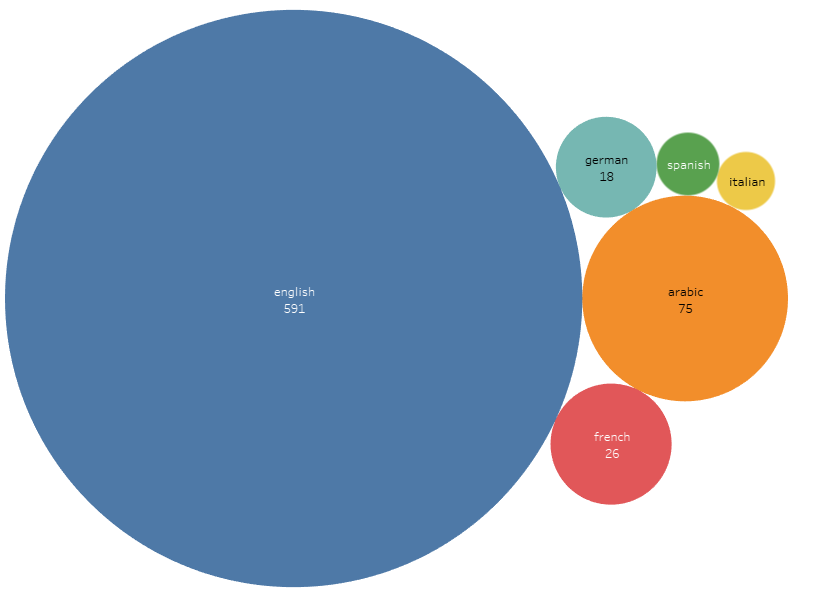 english
591
german
18
spanish
italian
arabic
75
french
26